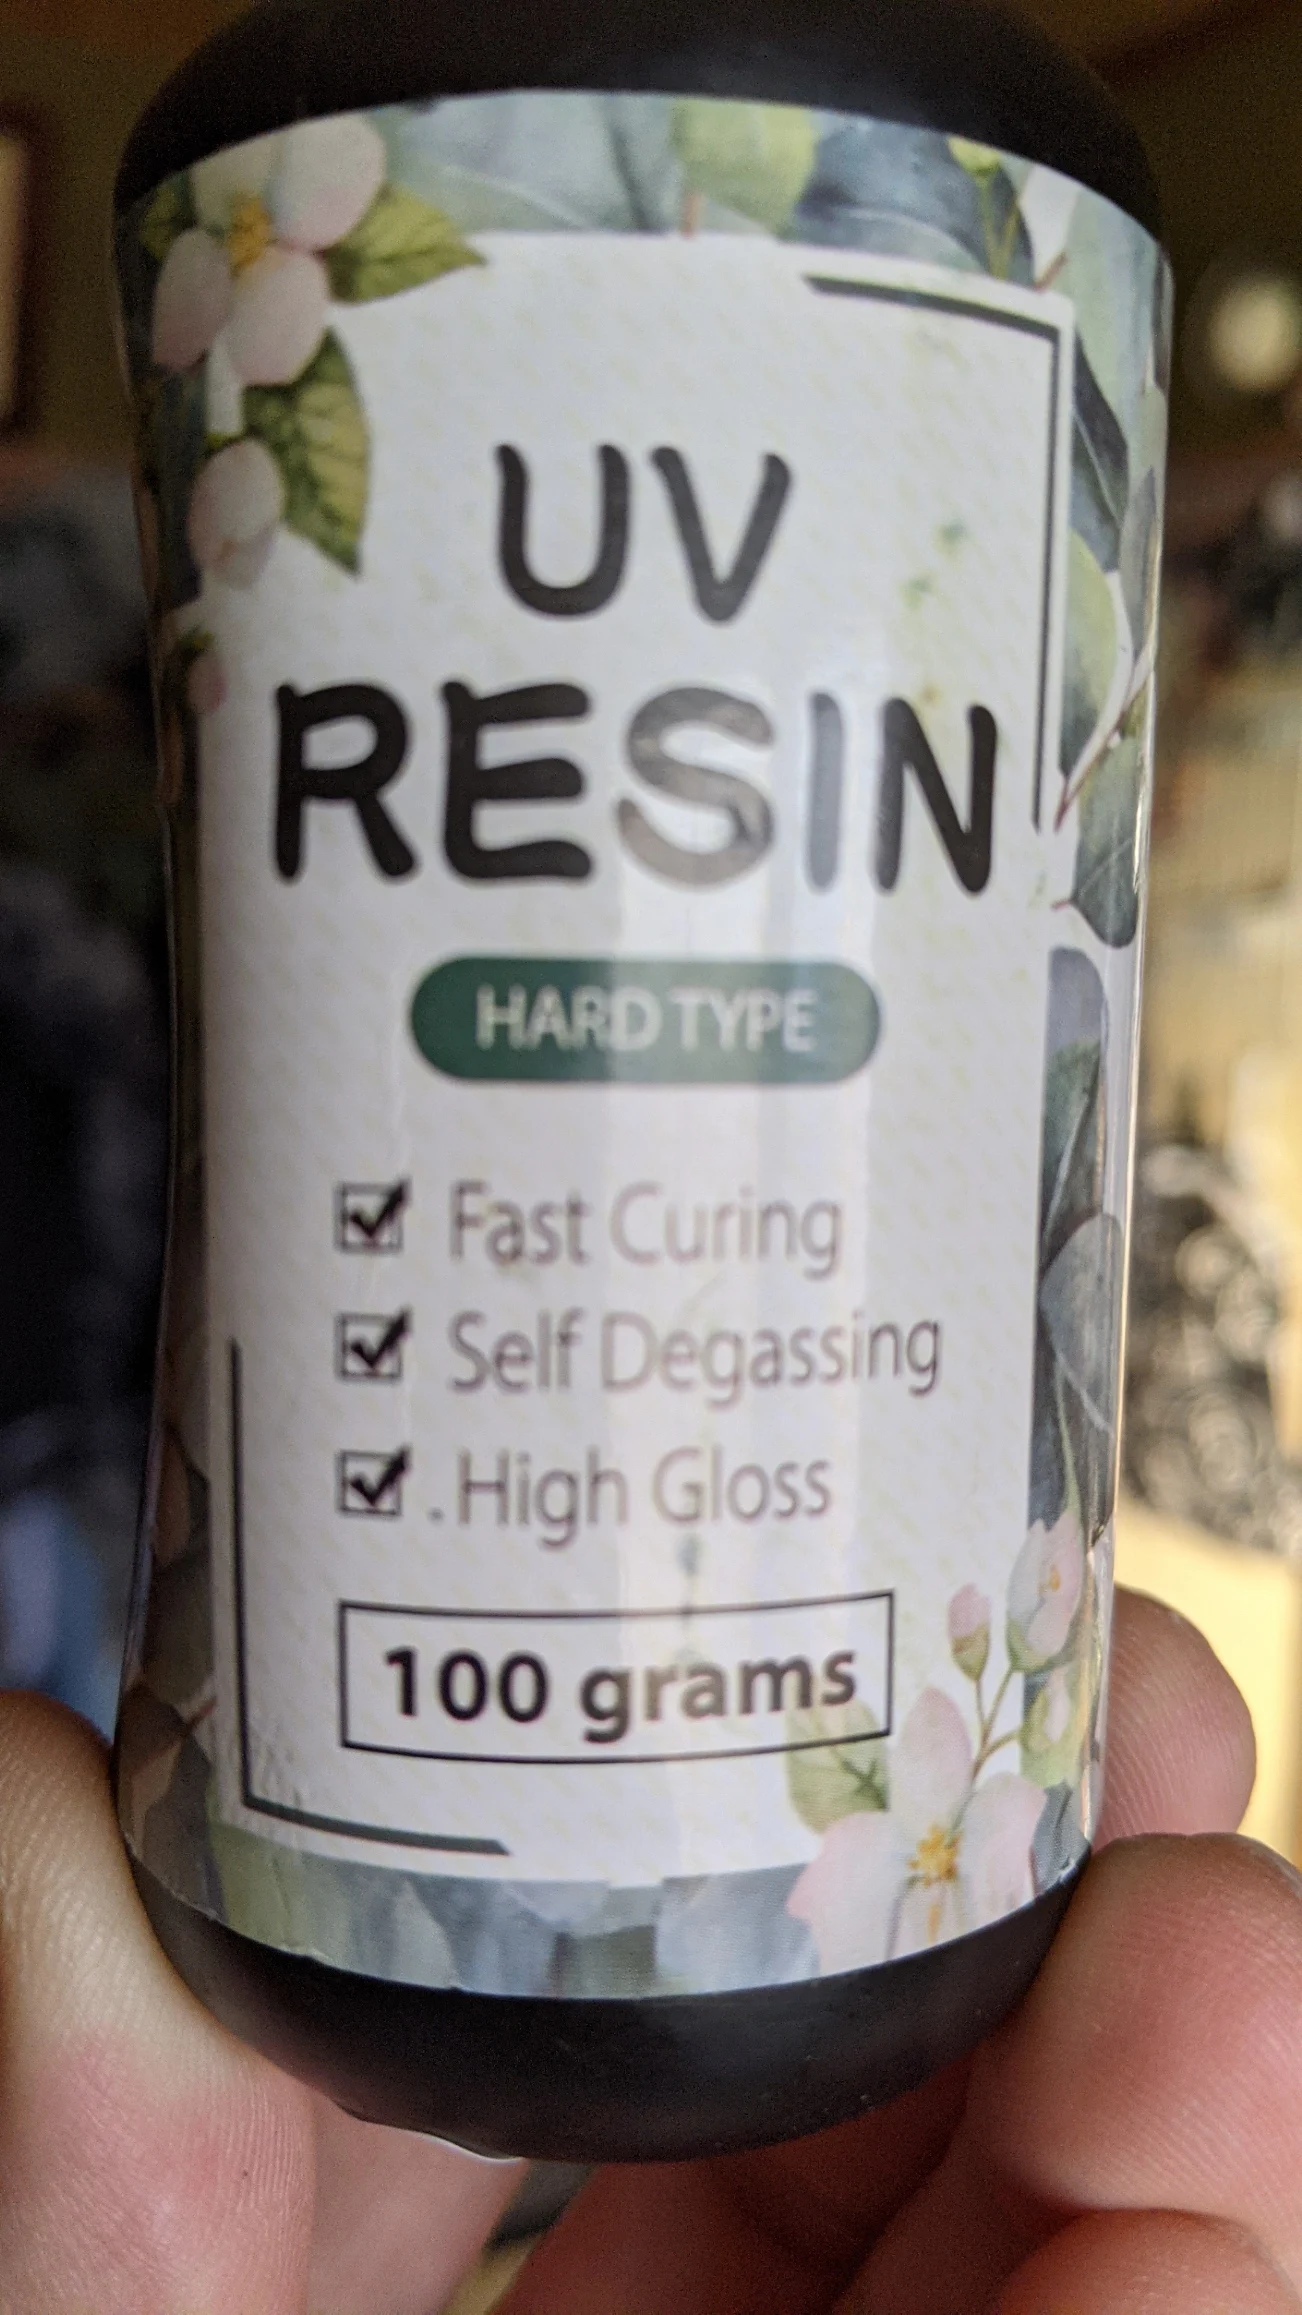 UV
RESIN
HARD TYPE
Fast Curing
Self Degassing
. High Gloss
100 grams